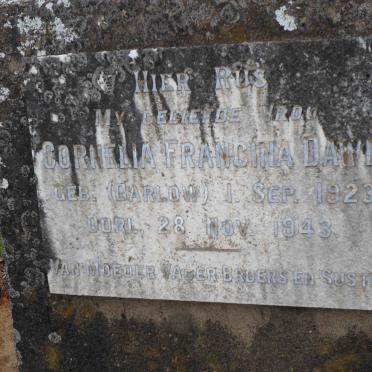 HIER RUS
MY GELIEFDE VROU
CORNELIA FRANCINA
GEB. (BARLOW) 1. SEP. 1923
OORL. 28 NOV. 1943
VAN MOEDER VADER BROERS EN SUST